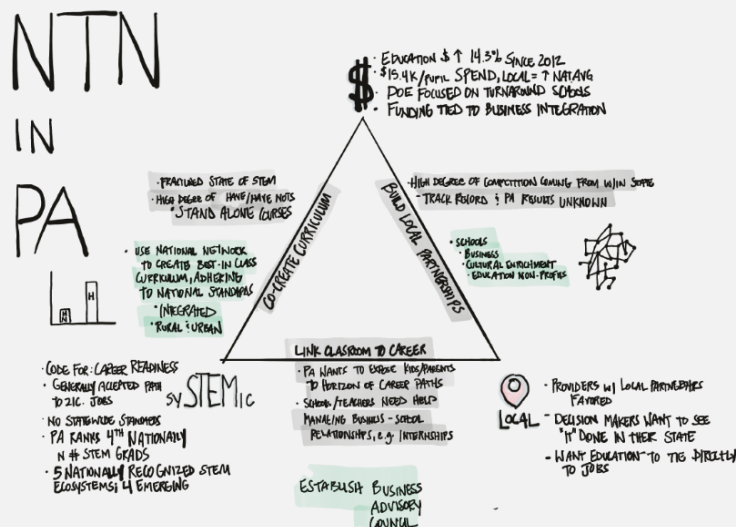 NTN
IN
PA
$
· EDUCATION $ ↑ 14.3% SINCE 2012
· $15.4K/PUPIL SPEND, LOCAL = ↑ NAT AVG
· DOE FOCUSED ON TURNAROUND SCHOOLS
· FUNDING TIED TO BUSINESS INTEGRATION
· FRACTURED STATE OF STEM
· HIGH DEGREE OF HAVE/HAVE NOTS
· STAND ALONE COURSES
CO-CREATE CURRICULUM
· USE NATIONAL NETWORK
TO CREATE BEST-IN CLASS
CURRICULUM, ADHERING
TO NATIONAL STANDARDS
· INTEGRATED
· RURAL & URBAN
BUILD LOCAL PARTNERSHIPS
· HIGH DEGREE OF COMPETITION COMING FROM W/IN STATE
- TRACK RECORD & PA RESULTS UNKNOWN
· SCHOOLS
· BUSINESS
· CULTURAL ENRICHMENT
· EDUCATION NON-PROFITS
H
LINK CLASROOM TO CAREER
· PA WANTS TO EXPOSE KIDS/PARENTS
TO HORIZON OF CAREER PATHS
· SCHOOL/TEACHERS NEED HELP
MANAGING BUSINESS-SCHOOL
RELATIONSHIPS, e.g. INTERNSHIPS
ESTABLISH BUSINESS
ADVISORY
COUNCIL
sySTEMic
· CODE FOR: CAREER READINESS
· GENERALLY ACCEPTED PATH
TO 21C. JOBS
· NO STATEWIDE STANDARDS
· PA RANKS 4TH NATIONALLY
N # STEM GRADS
· 5 NATIONALLY RECOGNIZED STEM
ECOSYSTEMS; 4 EMERGING
LOCAL
· PROVIDERS W/ LOCAL PARTNERSHIPS
FAVORED
- DECISION MAKERS WANT TO SEE
"IT" DONE IN THEIR STATE
- WANT EDUCATION TO TIE DIRECTLY
TO JOBS